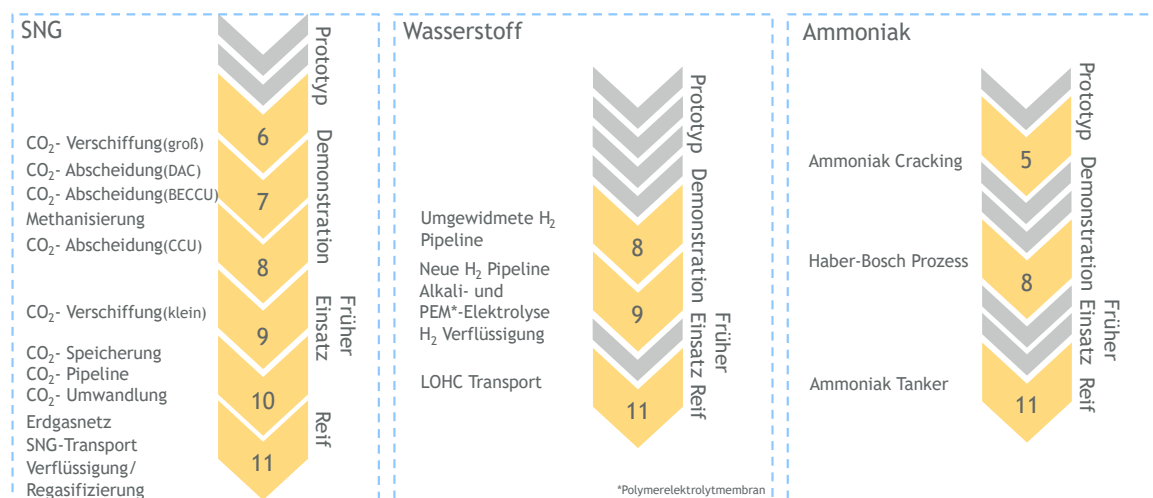 SNG
Prototyp
Demonstration
Früher
Einsatz
Reif
CO₂- Verschiffung(groß)
6
CO₂- Abscheidung(DAC)
CO₂- Abscheidung(BECCU)
7
Methanisierung
CO₂- Abscheidung(CCU)
8
CO₂- Verschiffung(klein)
9
CO₂- Speicherung
CO₂- Pipeline
CO₂- Umwandlung
10
Erdgasnetz
SNG-Transport
Verflüssigung/
Regasifizierung
11
Wasserstoff
Prototyp
Demonstration
Früher
Einsatz
Reif
Umgewidmete H₂
Pipeline
8
Neue H₂ Pipeline
Alkali- und
PEM*-Elektrolyse
H₂ Verflüssigung
9
LOHC Transport
11
*Polymerelektrolytmembran
Ammoniak
Prototyp
Demonstration
Früher
Einsatz
Reif
Ammoniak Cracking
5
Haber-Bosch Prozess
8
Ammoniak Tanker
11